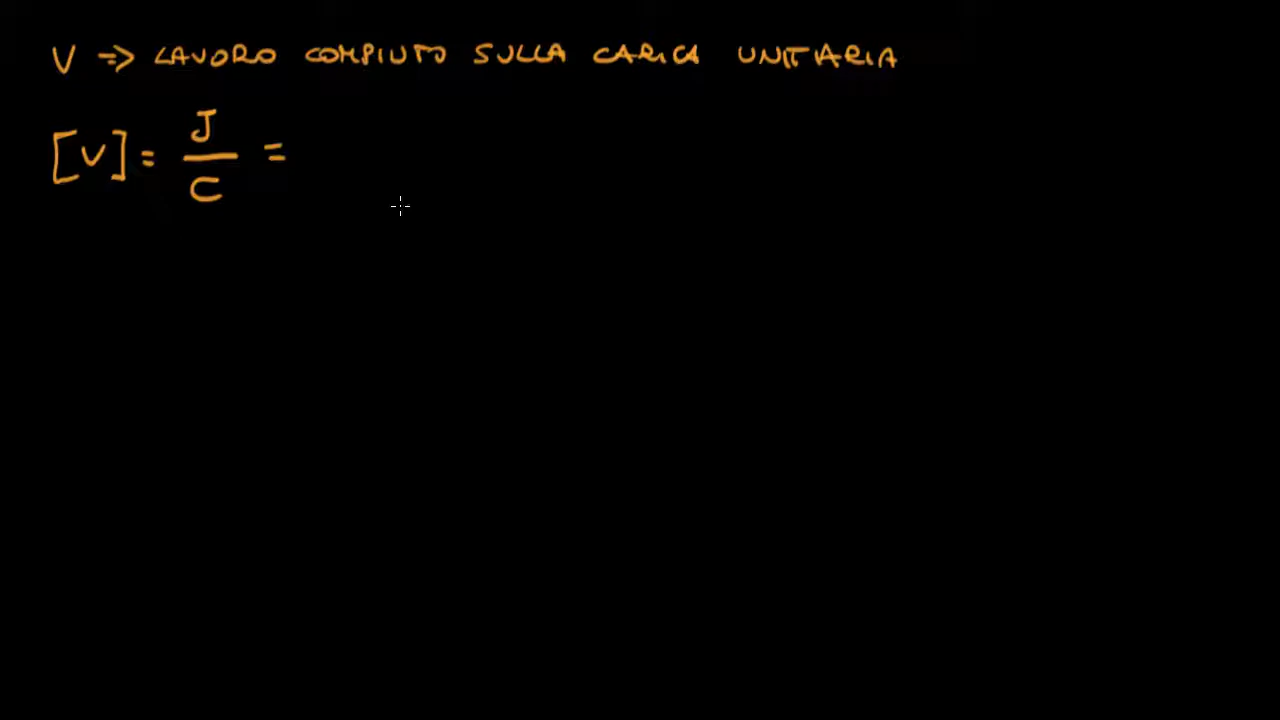 V => LAVORO COMPIUTO SULLA CARICA UNITARIA
[V] = J/C =